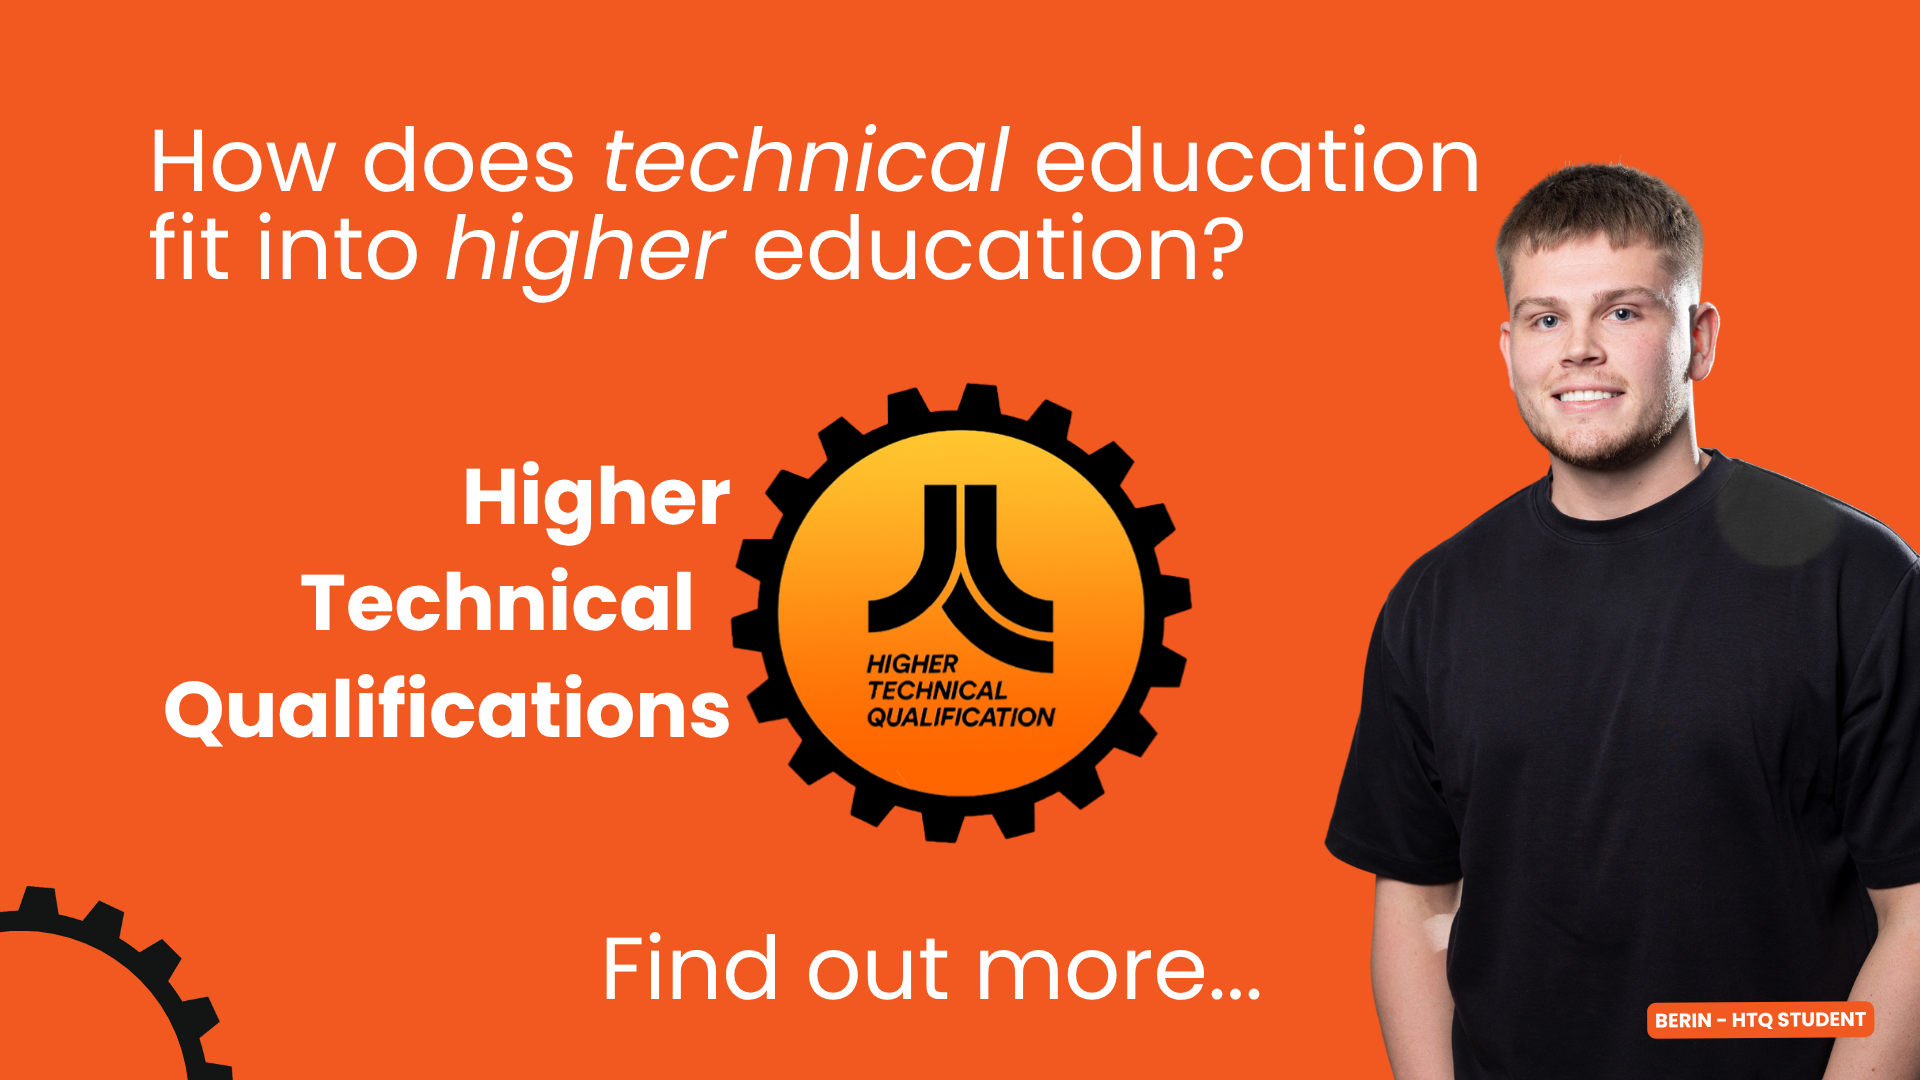 How does technical education
fit into higher education?
Higher
Technical
Qualifications
HIGHER
TECHNICAL
QUALIFICATION
Find out more...
BERIN - HTQ STUDENT